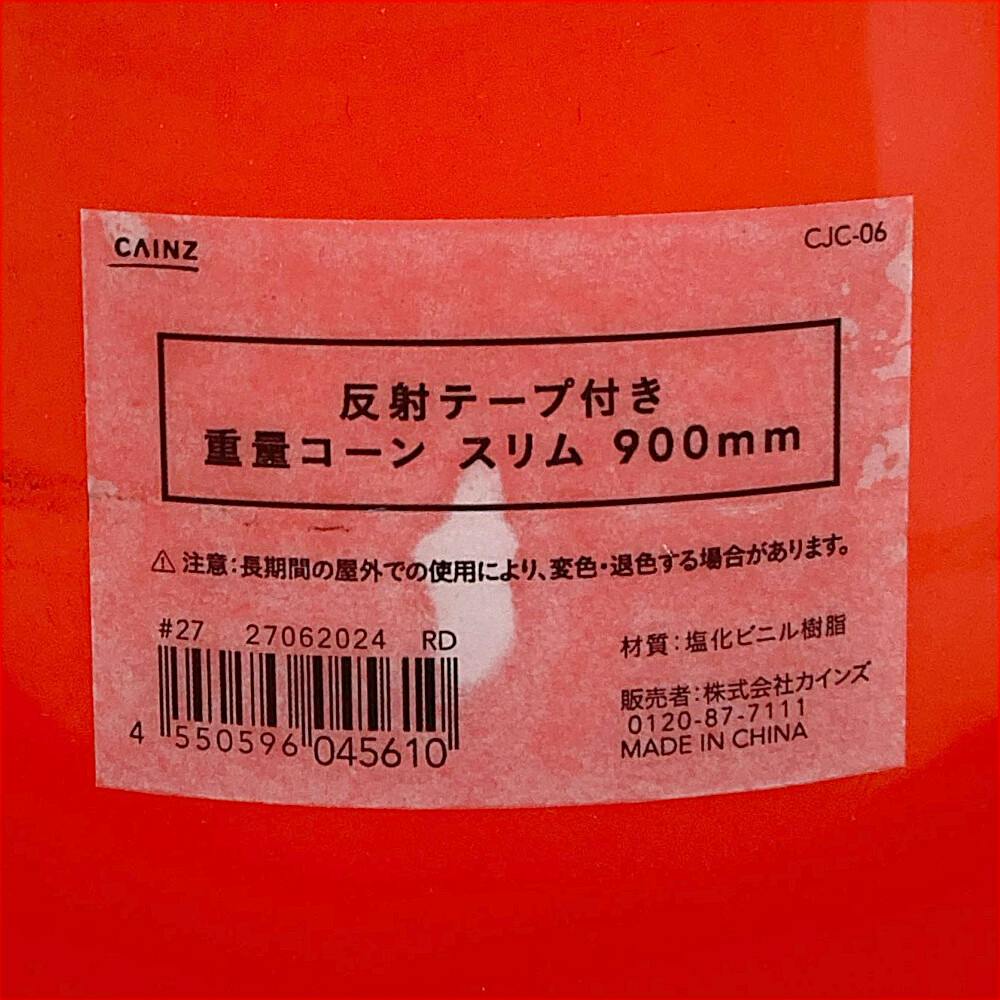 CAINZ
CJC-06
反射テープ付き
重量コーン スリム 900mm
⚠注意:長期間の屋外での使用により、変色・退色する場合があります。
#27 27062024 RD
4 550596 045610
材質:塩化ビニル樹脂
販売者:株式会社カインズ
0120-87-7111
MADE IN CHINA